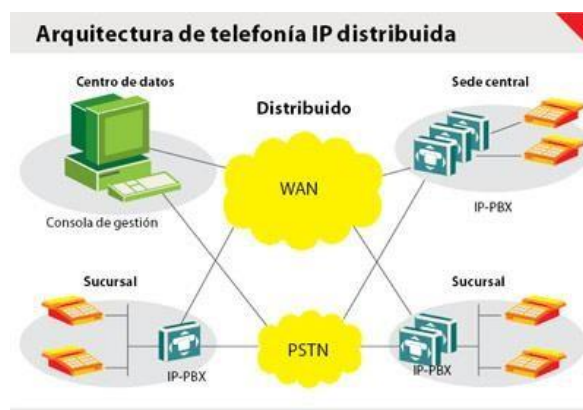 Arquitectura de telefonía IP distribuida
Centro de datos
Sede central
Distribuido
WAN
IP-PBX
Consola de gestión
Sucursal
Sucursal
PSTN
IP-PBX
IP-PBX